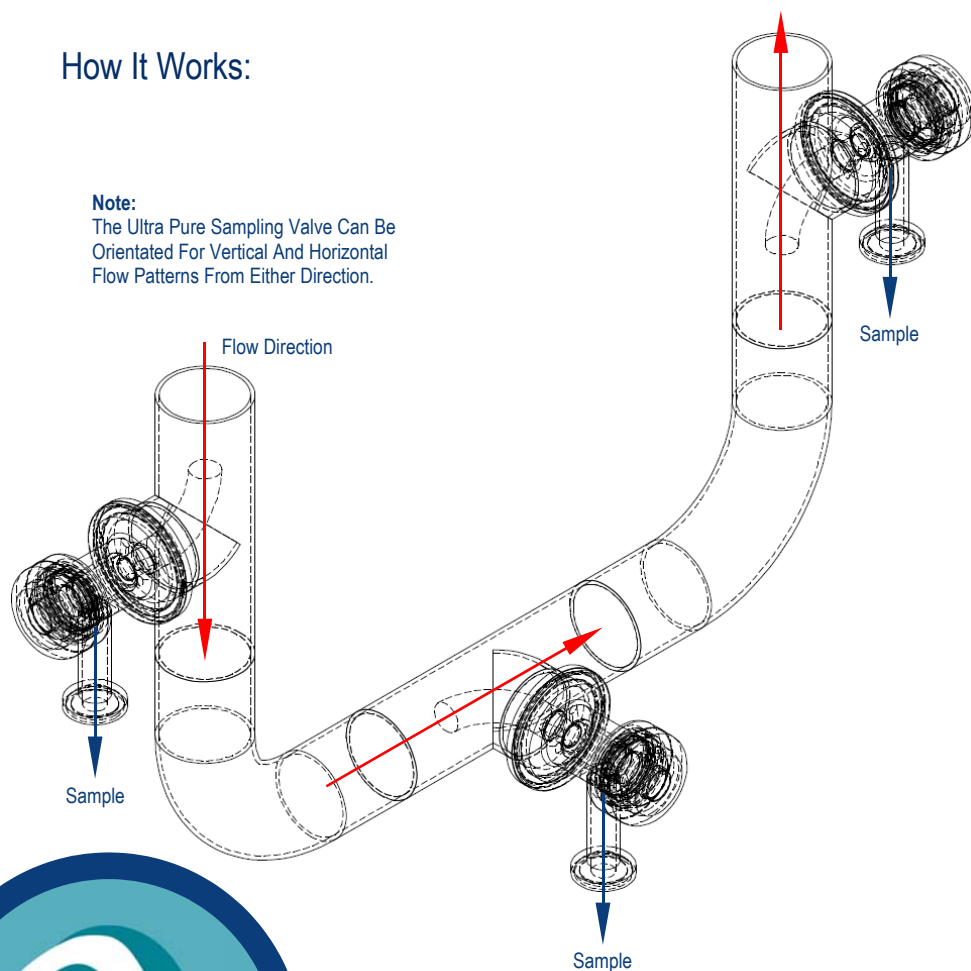 How It Works:
Note:
The Ultra Pure Sampling Valve Can Be
Orientated For Vertical And Horizontal
Flow Patterns From Either Direction.
Flow Direction
Sample
Sample
Sample